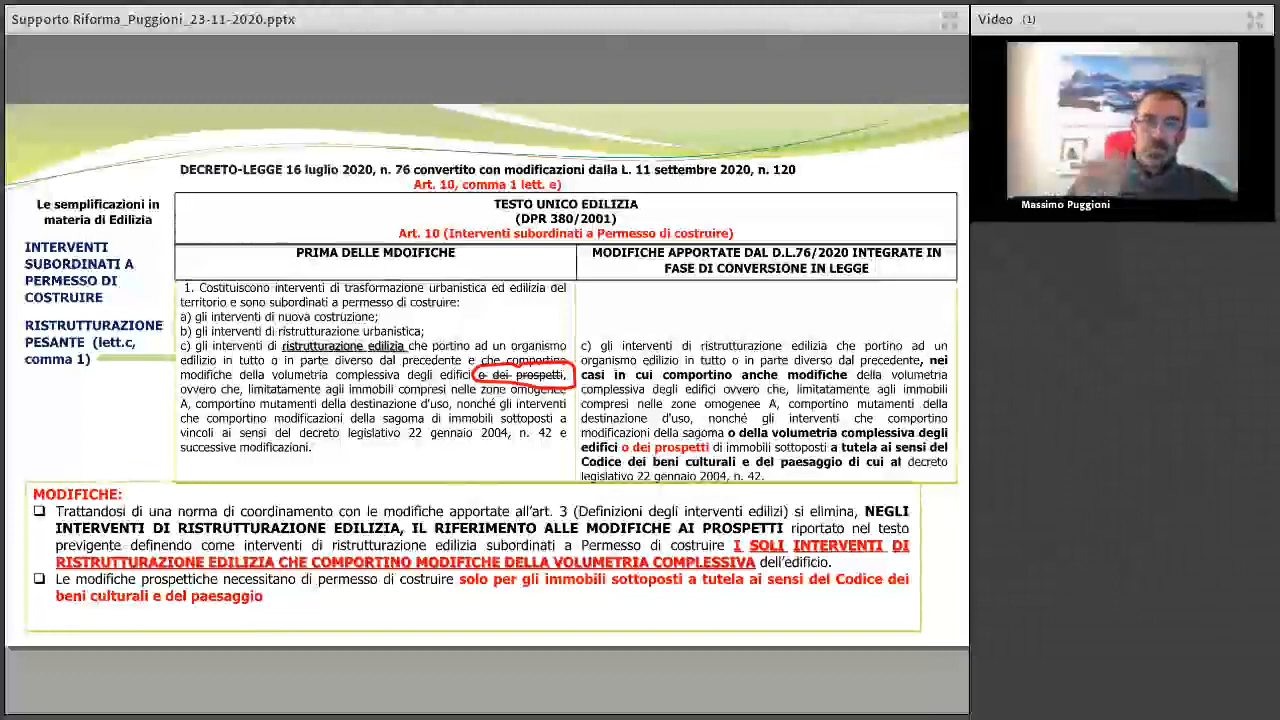 Supporto Riforma_Puggioni_23-11-2020.pptx
Video (1)
Massimo Puggioni
DECRETO-LEGGE 16 luglio 2020, n. 76 convertito con modificazioni dalla L. 11 settembre 2020, n. 120
Art. 10, comma 1 lett. e)
Le semplificazioni in
materia di Edilizia
INTERVENTI
SUBORDINATI A
PERMESSO DI
COSTRUIRE
RISTRUTTURAZIONE
PESANTE (lett.c,
comma 1)
TESTO UNICO EDILIZIA
(DPR 380/2001)
Art. 10 (Interventi subordinati a Permesso di costruire)
PRIMA DELLE MDOIFICHE
MODIFICHE APPORTATE DAL D.L.76/2020 INTEGRATE IN
FASE DI CONVERSIONE IN LEGGE
1. Costituiscono interventi di trasformazione urbanistica ed edilizia del
territorio e sono subordinati a permesso di costruire:
a) gli interventi di nuova costruzione;
b) gli interventi di ristrutturazione urbanistica;
c) gli interventi di ristrutturazione edilizia che portino ad un organismo
edilizio in tutto o in parte diverso dal precedente e che comportino
modifiche della volumetria complessiva degli edifici o dei prospetti,
ovvero che, limitatamente agli immobili compresi nelle zone omogenee
A, comportino mutamenti della destinazione d'uso, nonché gli interventi
che comportino modificazioni della sagoma di immobili sottoposti a
vincoli ai sensi del decreto legislativo 22 gennaio 2004, n. 42 e
successive modificazioni.
c) gli interventi di ristrutturazione edilizia che portino ad un
organismo edilizio in tutto o in parte diverso dal precedente, nei
casi in cui comportino anche modifiche della volumetria
complessiva degli edifici ovvero che, limitatamente agli immobili
compresi nelle zone omogenee A, comportino mutamenti della
destinazione d'uso, nonché gli interventi che comportino
modificazioni della sagoma o della volumetria complessiva degli
edifici o dei prospetti di immobili sottoposti a tutela ai sensi del
Codice dei beni culturali e del paesaggio di cui al decreto
legislativo 22 gennaio 2004, n. 42.
MODIFICHE:
❑ Trattandosi di una norma di coordinamento con le modifiche apportate all'art. 3 (Definizioni degli interventi edilizi) si elimina, NEGLI
INTERVENTI DI RISTRUTTURAZIONE EDILIZIA, IL RIFERIMENTO ALLE MODIFICHE AI PROSPETTI riportato nel testo
previgente definendo come interventi di ristrutturazione edilizia subordinati a Permesso di costruire I SOLI INTERVENTI DI
RISTRUTTURAZIONE EDILIZIA CHE COMPORTINO MODIFICHE DELLA VOLUMETRIA COMPLESSIVA dell'edificio.
❑ Le modifiche prospettiche necessitano di permesso di costruire solo per gli immobili sottoposti a tutela ai sensi del Codice dei
beni culturali e del paesaggio